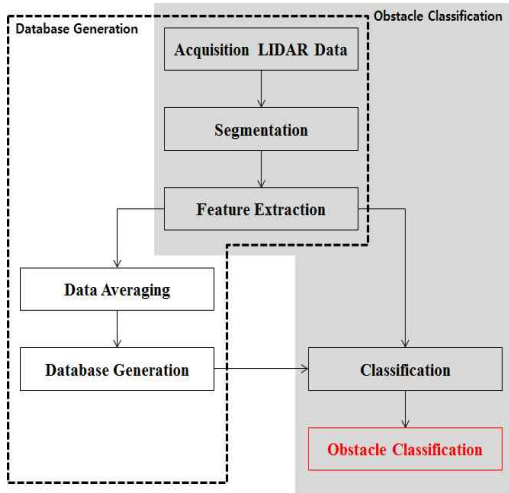 Database Generation
Obstacle Classification
Acquisition LIDAR Data
Segmentation
Feature Extraction
Data Averaging
Database Generation
Classification
Obstacle Classification